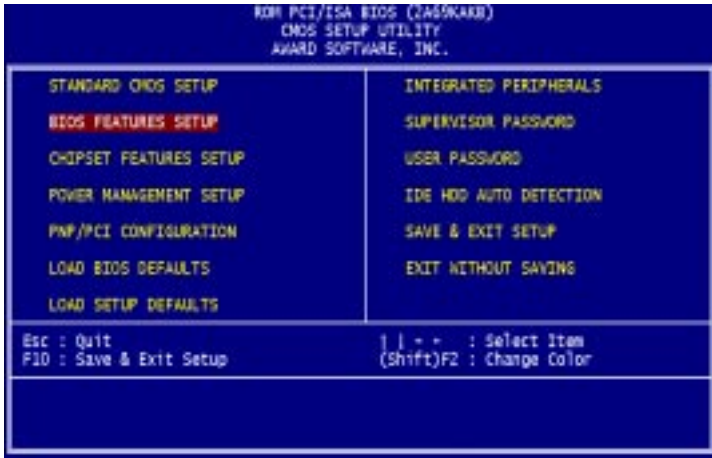 ROM PCI/ISA BIOS (2A69KAKB)
CMOS SETUP UTILITY
AWARD SOFTWARE, INC.
STANDARD CMOS SETUP
BIOS FEATURES SETUP
CHIPSET FEATURES SETUP
POWER MANAGEMENT SETUP
PNP/PCI CONFIGURATION
LOAD BIOS DEFAULTS
LOAD SETUP DEFAULTS
INTEGRATED PERIPHERALS
SUPERVISOR PASSWORD
USER PASSWORD
IDE HDD AUTO DETECTION
SAVE & EXIT SETUP
EXIT WITHOUT SAVING
Esc : Quit
F10 : Save & Exit Setup
↑ ↓ → ← : Select Item
(Shift)F2 : Change Color